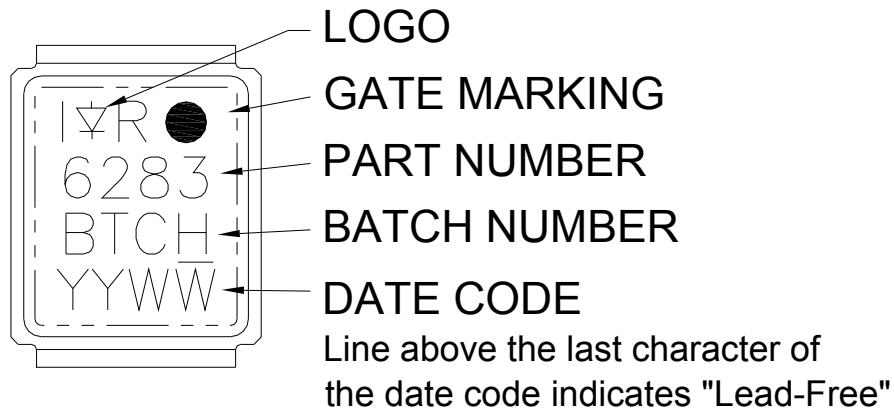 LOGO
GATE MARKING
I R
6283
PART NUMBER
BTCH
BATCH NUMBER
YYWW
DATE CODE
Line above the last character of
the date code indicates "Lead-Free"